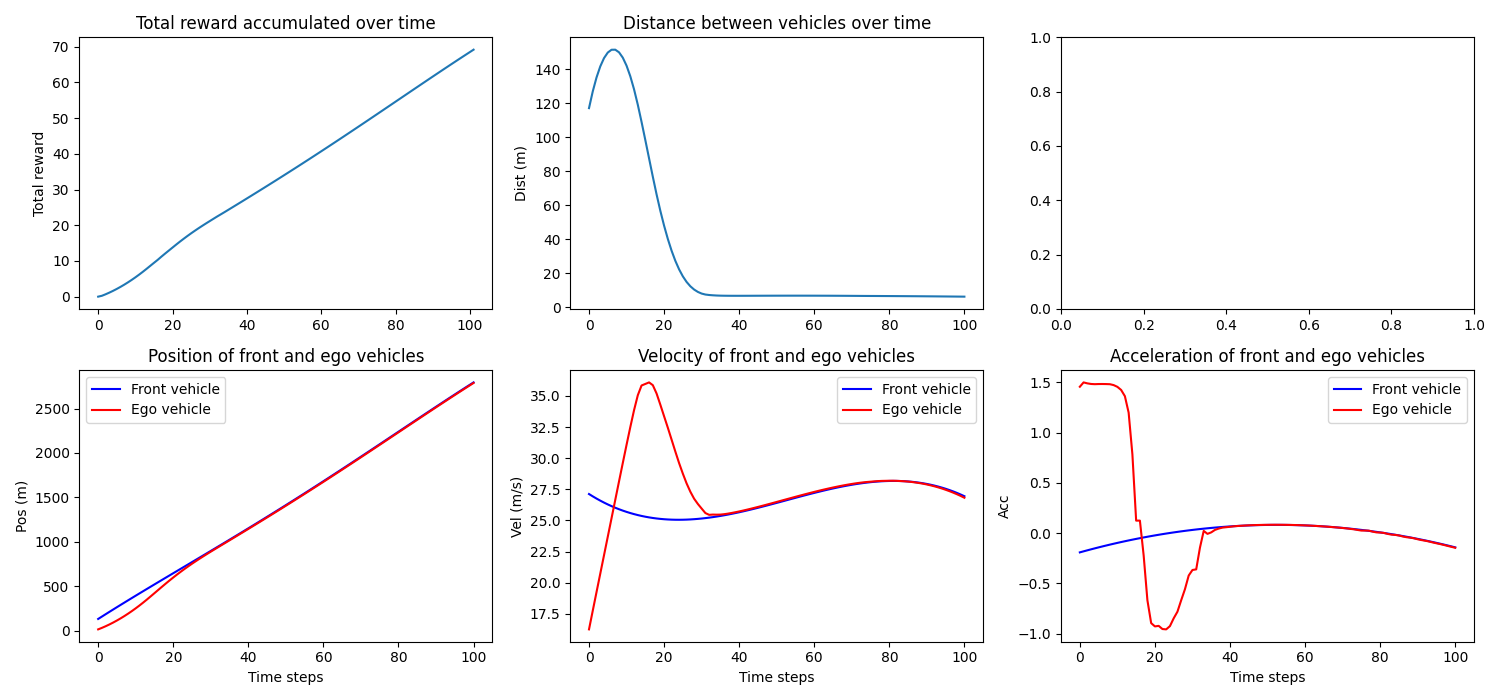 Total reward accumulated over time
Total reward
70
60
50
40
30
20
10
0
0 20 40 60 80 100
Distance between vehicles over time
Dist (m)
140
120
100
80
60
40
20
0
0 20 40 60 80 100
1.0
0.8
0.6
0.4
0.2
0.0
0.0 0.2 0.4 0.6 0.8 1.0
Position of front and ego vehicles
Front vehicle
Ego vehicle
Pos (m)
2500
2000
1500
1000
500
0
0 20 40 60 80 100
Time steps
Velocity of front and ego vehicles
Front vehicle
Ego vehicle
Vel (m/s)
35.0
32.5
30.0
27.5
25.0
22.5
20.0
17.5
0 20 40 60 80 100
Time steps
Acceleration of front and ego vehicles
Front vehicle
Ego vehicle
Acc
1.5
1.0
0.5
0.0
−0.5
−1.0
0 20 40 60 80 100
Time steps